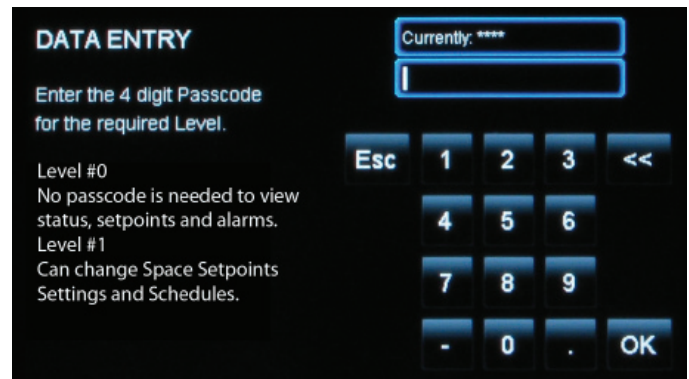 DATA ENTRY
Currently: ****
Enter the 4 digit Passcode
for the required Level.
Level #0
No passcode is needed to view
status, setpoints and alarms.
Level #1
Can change Space Setpoints
Settings and Schedules.
Esc 1 2 3 <<
4 5 6
7 8 9
- 0 . OK